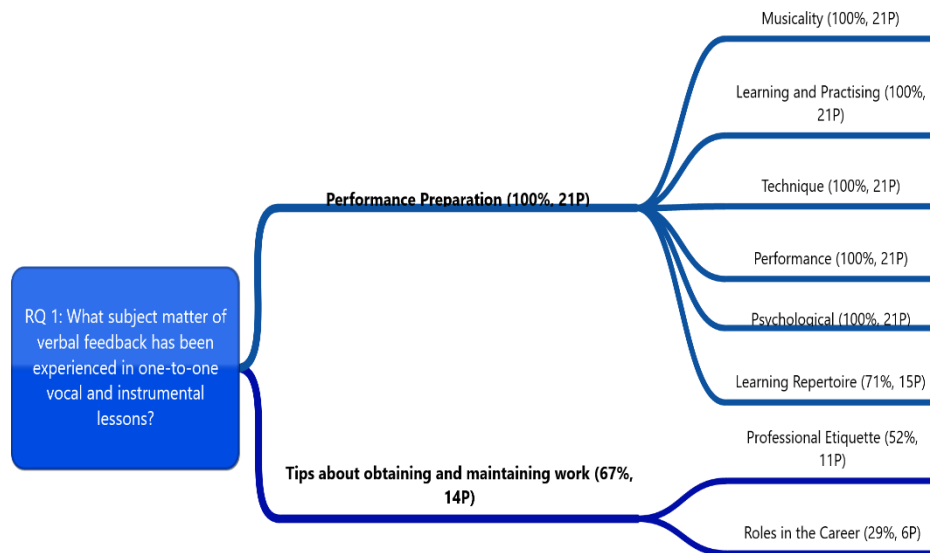 RQ 1: What subject matter of
verbal feedback has been
experienced in one-to-one
vocal and instrumental
lessons?
Performance Preparation (100%, 21P)
Musicality (100%, 21P)
Learning and Practising (100%,
21P)
Technique (100%, 21P)
Performance (100%, 21P)
Psychological (100%, 21P)
Learning Repertoire (71%, 15P)
Tips about obtaining and maintaining work (67%,
14P)
Professional Etiquette (52%,
11P)
Roles in the Career (29%, 6P)